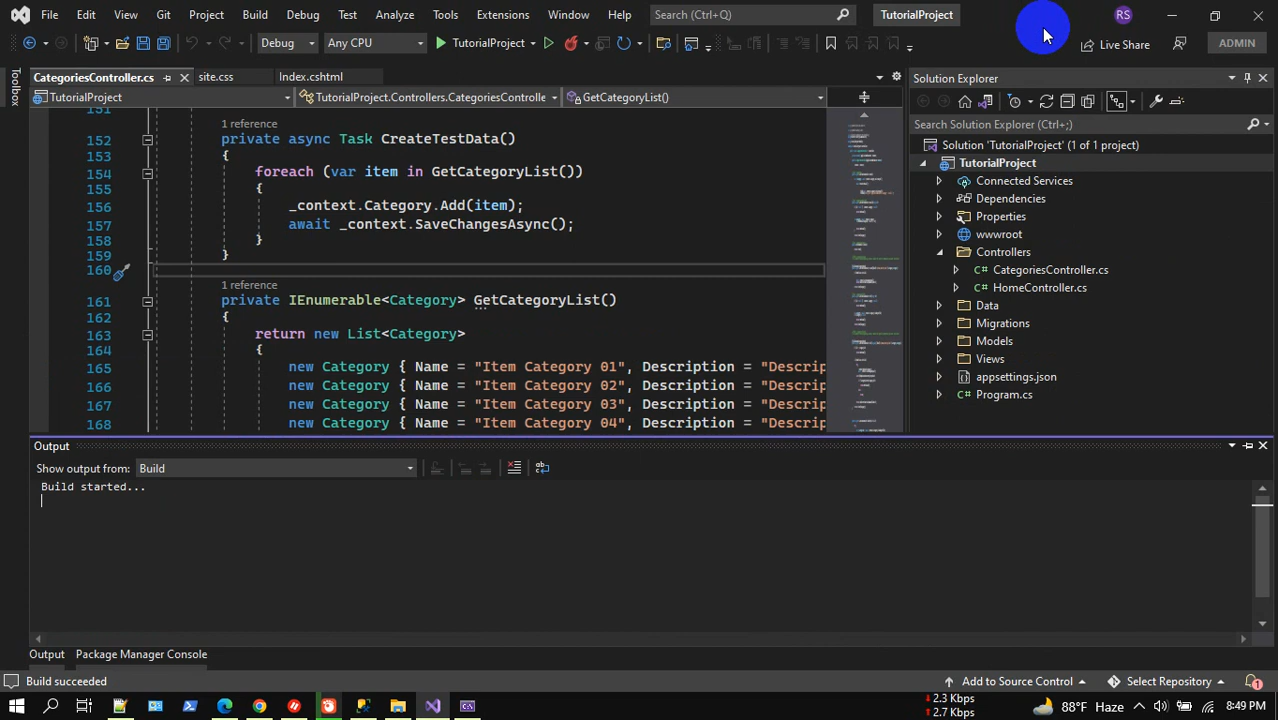 File Edit View Git Project Build Debug Test Analyze Tools Extensions Window Help Search (Ctrl+Q) TutorialProject RS
Debug Any CPU TutorialProject Live Share ADMIN
CategoriesController.cs site.css Index.cshtml
TutorialProject TutorialProject.Controllers.CategoriesControlle GetCategoryList()
Toolbox
151
1 reference
152 private async Task CreateTestData()
153 {
154 foreach (var item in GetCategoryList())
155 {
156 _context.Category.Add(item);
157 await _context.SaveChangesAsync();
158 }
159 }
160
1 reference
161 private IEnumerable<Category> GetCategoryList()
162 {
163 return new List<Category>
164 {
165 new Category { Name = "Item Category 01", Description = "Descrip
166 new Category { Name = "Item Category 02", Description = "Descrip
167 new Category { Name = "Item Category 03", Description = "Descrip
168 new Category { Name = "Item Category 04", Description = "Descrip
Solution Explorer
Search Solution Explorer (Ctrl+;)
Solution 'TutorialProject' (1 of 1 project)
TutorialProject
Connected Services
Dependencies
Properties
wwwroot
Controllers
C# CategoriesController.cs
C# HomeController.cs
Data
Migrations
Models
Views
appsettings.json
C# Program.cs
Output
Show output from: Build
Build started...
Output Package Manager Console
Build succeeded Add to Source Control Select Repository 1
2.3 Kbps
2.7 Kbps
88°F Haze 8:49 PM